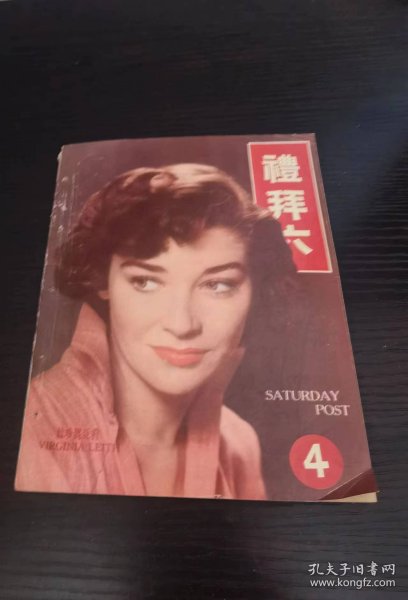 禮拜六
SATURDAY
POST
VIRGINIA LEITH
4
孔夫子旧书网
www.kongfz.com